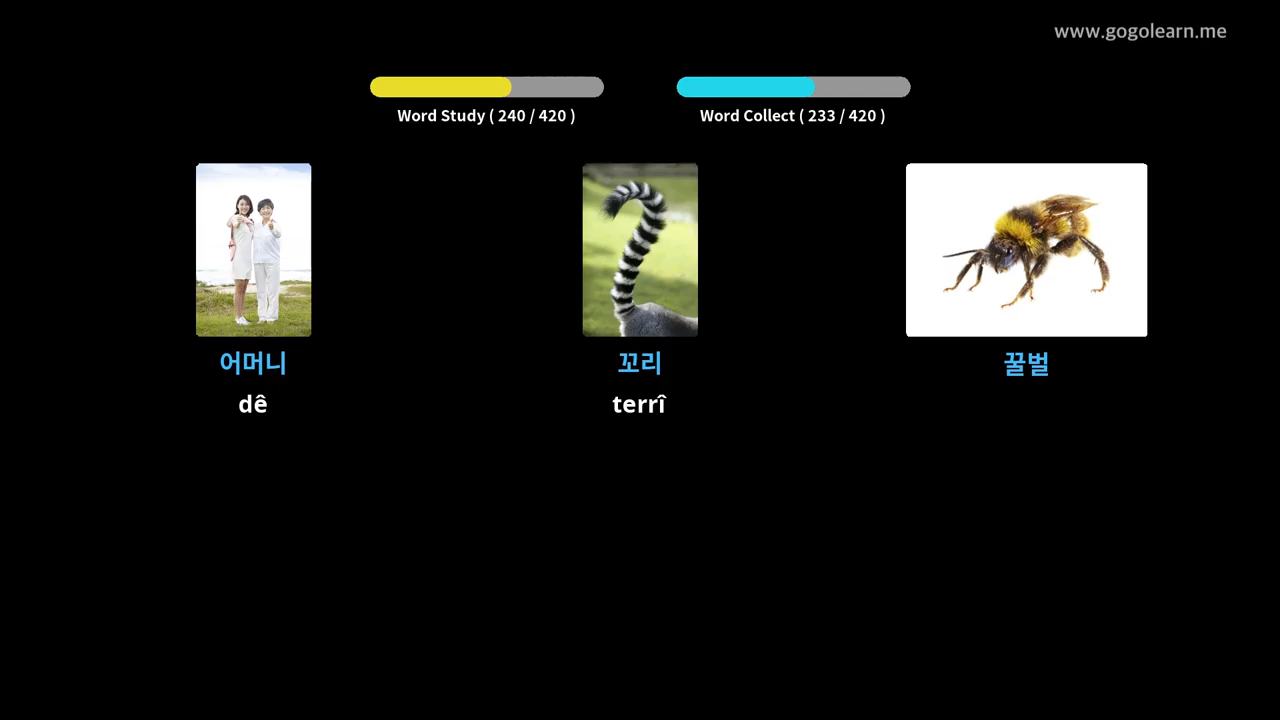 www.gogolearn.me
Word Study ( 240 / 420 )
Word Collect ( 233 / 420 )
어머니
꼬리
꿀벌
dê
terrî